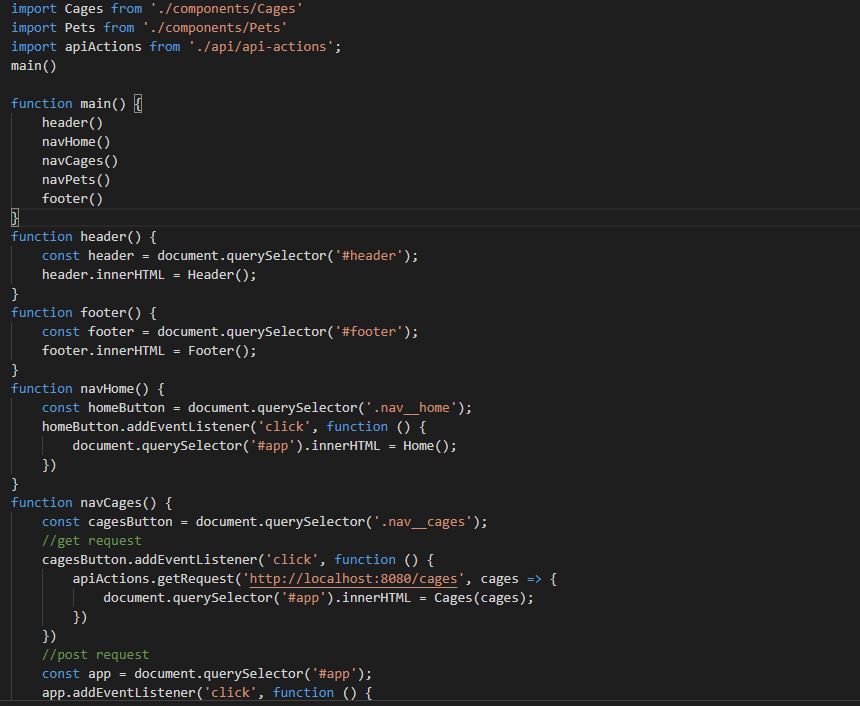 import Cages from './components/Cages'
import Pets from './components/Pets'
import apiActions from './api/api-actions';
main()

function main() {
    header()
    navHome()
    navCages()
    navPets()
    footer()
}
function header() {
    const header = document.querySelector('#header');
    header.innerHTML = Header();
}
function footer() {
    const footer = document.querySelector('#footer');
    footer.innerHTML = Footer();
}
function navHome() {
    const homeButton = document.querySelector('.nav__home');
    homeButton.addEventListener('click', function () {
        document.querySelector('#app').innerHTML = Home();
    })
}
function navCages() {
    const cagesButton = document.querySelector('.nav__cages');
    //get request
    cagesButton.addEventListener('click', function () {
        apiActions.getRequest('http://localhost:8080/cages', cages => {
            document.querySelector('#app').innerHTML = Cages(cages);
        })
    })
    //post request
    const app = document.querySelector('#app');
    app.addEventListener('click', function () {